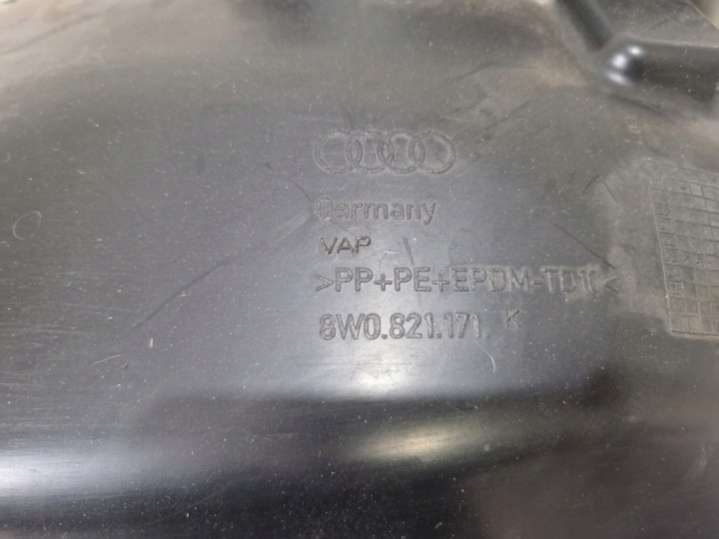 Germany
VAP
>PP+PE+EPDM-TD10<
8W0.821.171. K